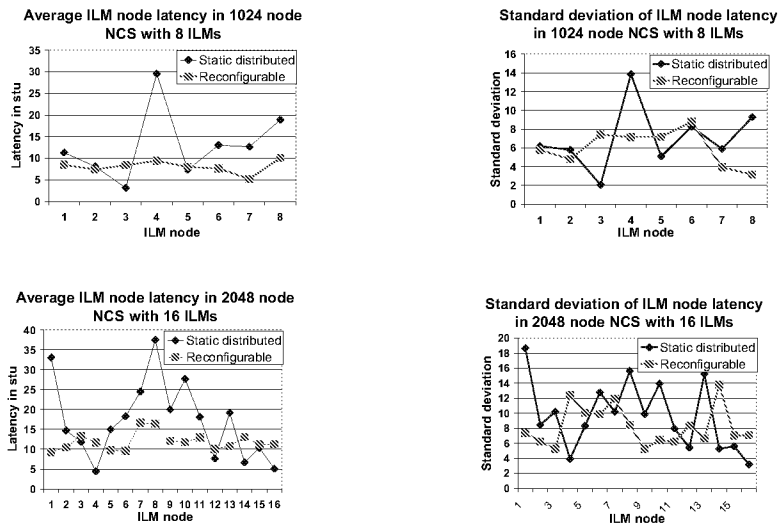 Average ILM node latency in 1024 node
NCS with 8 ILMs
35
30
25
20
15
10
5
0
Latency in stu
Static distributed
Reconfigurable
1 2 3 4 5 6 7 8
ILM node
Standard deviation of ILM node latency
in 1024 node NCS with 8 ILMs
16
14
12
10
8
6
4
2
0
Standard deviation
Static distributed
Reconfigurable
1 2 3 4 5 6 7 8
ILM node
Average ILM node latency in 2048 node
NCS with 16 ILMs
40
35
30
25
20
15
10
5
0
Latency in stu
Static distributed
Reconfigurable
1 2 3 4 5 6 7 8 9 10 11 12 13 14 15 16
ILM node
Standard deviation of ILM node latency
in 2048 node NCS with 16 ILMs
20
18
16
14
12
10
8
6
4
2
0
Standard deviation
Static distributed
Reconfigurable
1 3 5 7 9 11 13 15
ILM node